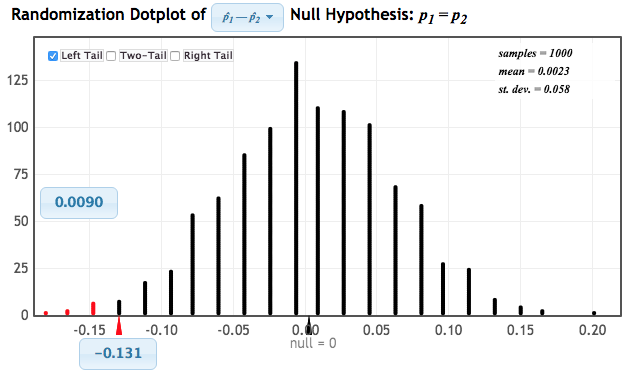 Randomization Dotplot of p̂₁−p̂₂ ▾ Null Hypothesis: p₁=p₂
Left Tail Two-Tail Right Tail
samples = 1000
mean = 0.0023
st. dev. = 0.058
125
100
75
0.0090
50
25
0
-0.15 -0.10 -0.05 0.00 0.05 0.10 0.15 0.20
null = 0
−0.131